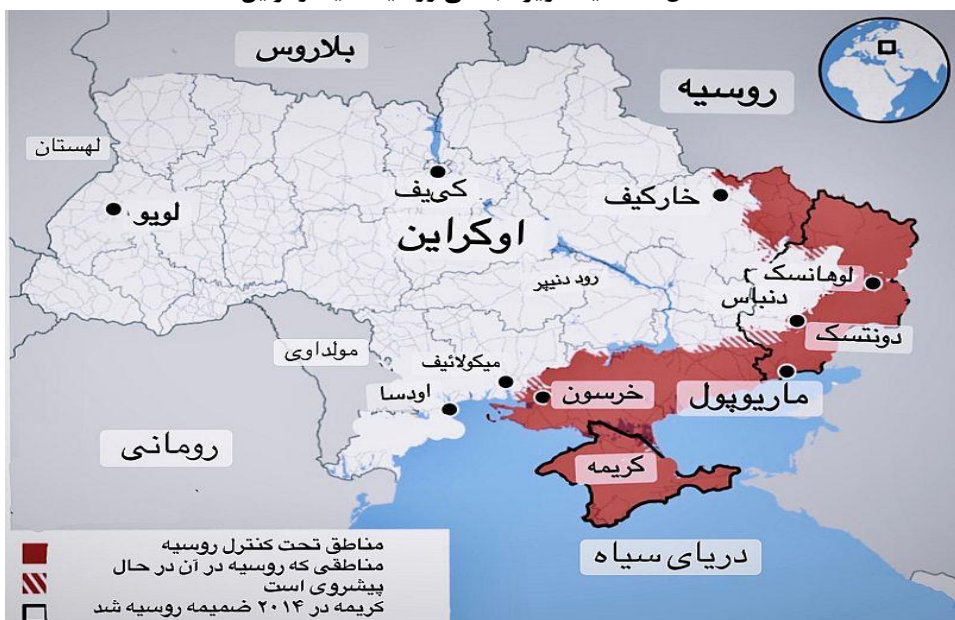 بلاروس
روسیه
لهستان
کی‌یف
خارکیف
لویو
اوکراین
رود دنیپر
لوهانسک
دنباس
دونتسک
مولداوی
میکولائیف
اودسا
خرسون
ماریوپول
رومانی
کریمه
دریای سیاه
مناطق تحت کنترل روسیه
مناطقی که روسیه در آن در حال
پیشروی است
کریمه در ۲۰۱۴ ضمیمه روسیه شد